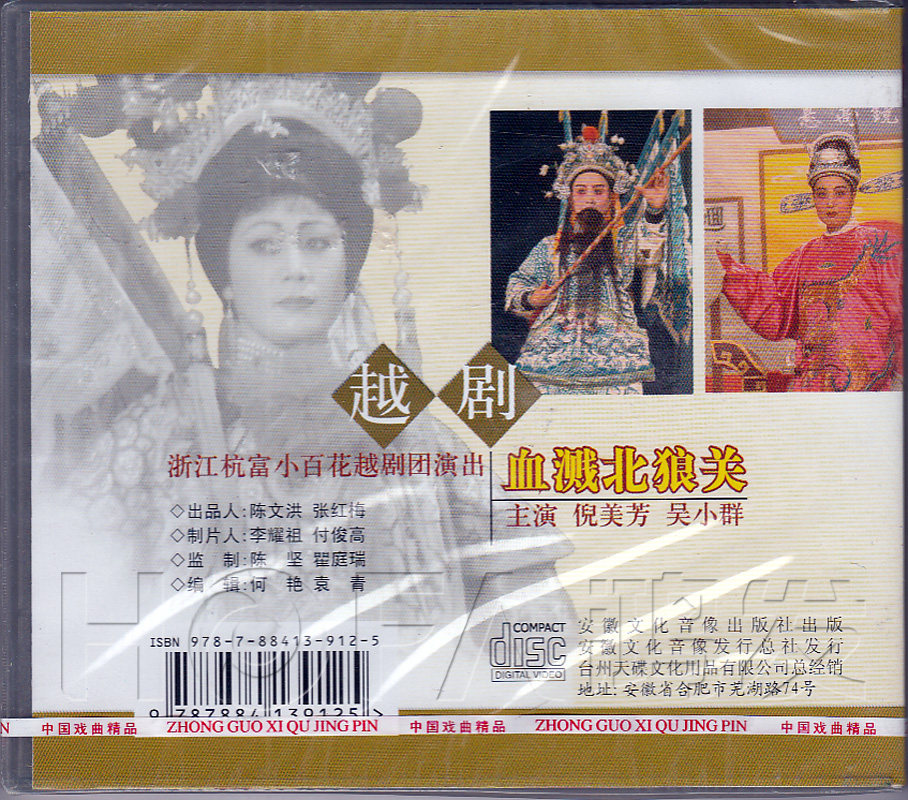 越剧
浙江杭富小百花越剧团演出
血溅北狼关
主演 倪美芳 吴小群
◇出品人:陈文洪 张红梅
◇制片人:李耀祖 付俊高
◇监 制:陈 坚 瞿庭瑞
◇编 辑:何 艳 袁 青
ISBN 978-7-88413-912-5
9 787884 139125 >
COMPACT
disc
DIGITAL VIDEO
安徽文化音像出版社出版
安徽文化音像发行总社发行
台州天碟文化用品有限公司总经销
地址:安徽省合肥市芜湖路74号
IN 中国戏曲精品 ZHONG GUO XI QU JING PIN 中国戏曲精品 ZHONG GUO XI QU JING PIN 中国戏曲精品